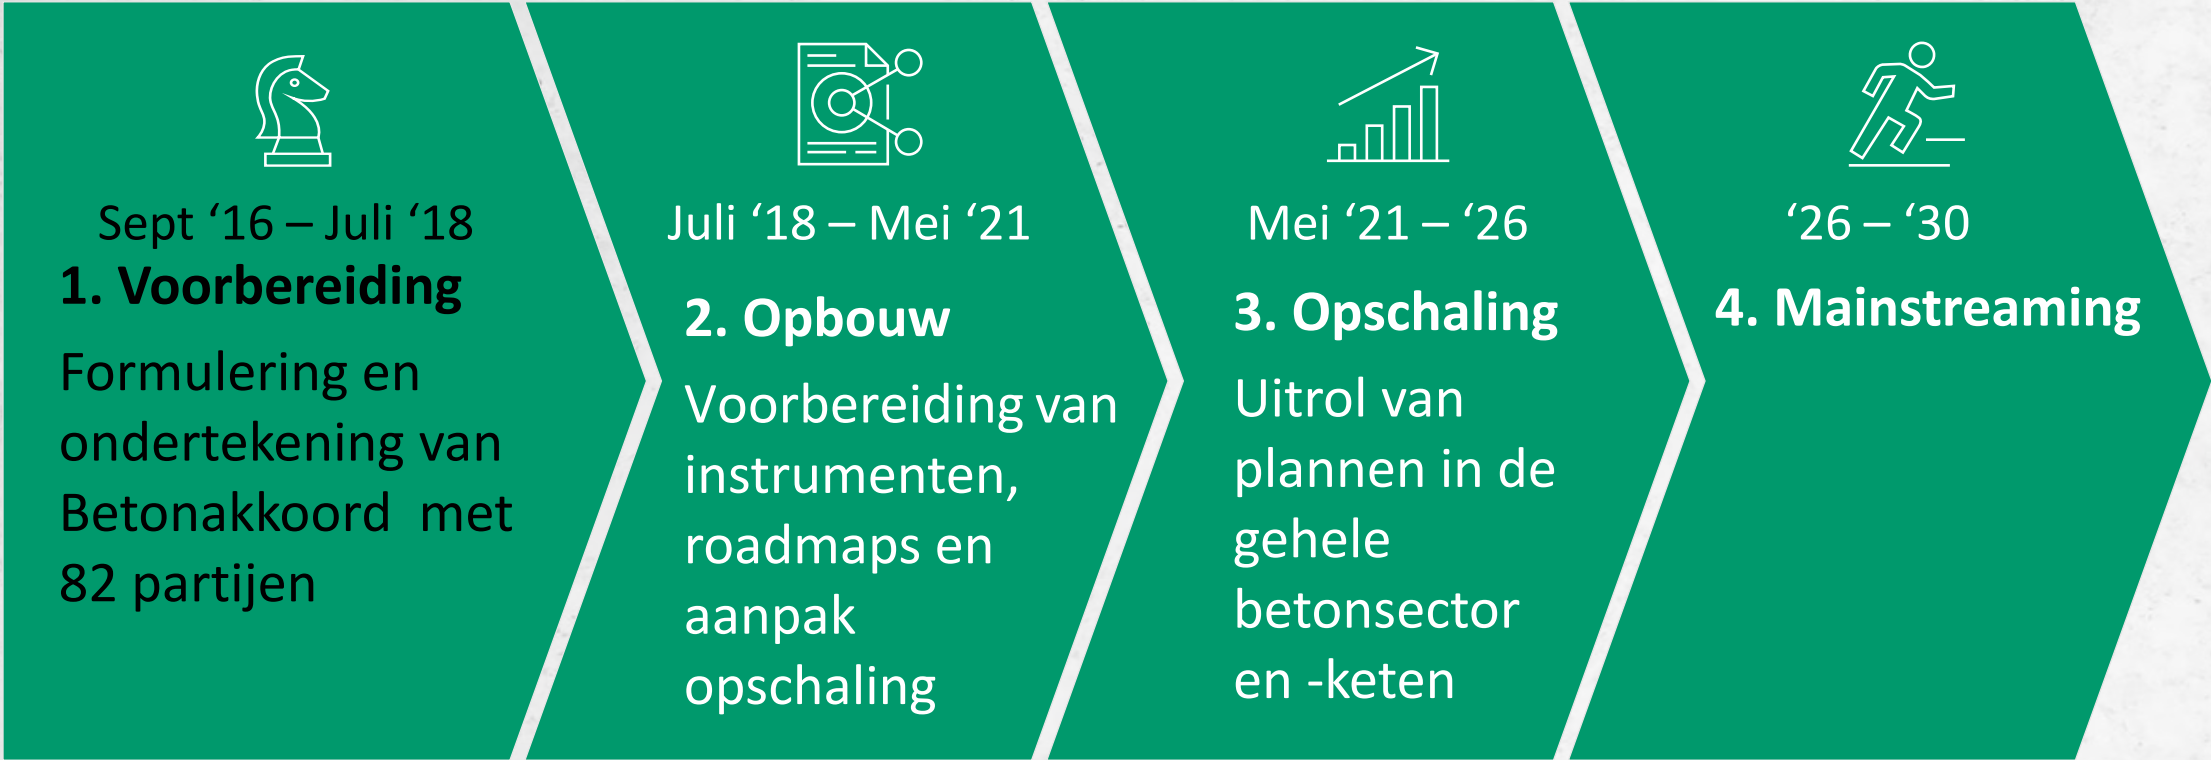 Sept ‘16 – Juli ‘18
1. Voorbereiding
Formulering en
ondertekening van
Betonakkoord  met
82 partijen
Juli ‘18 – Mei ‘21
2. Opbouw
Voorbereiding van
instrumenten,
roadmaps en
aanpak
opschaling
Mei ‘21 – ‘26
3. Opschaling
Uitrol van
plannen in de
gehele
betonsector
en -keten
‘26 – ‘30
4. Mainstreaming